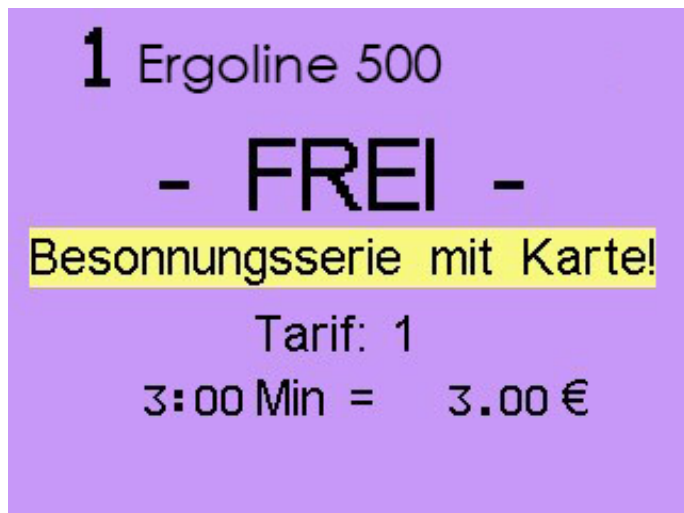 1 Ergoline 500
- FREI -
Besonnungsserie mit Karte!
Tarif: 1
3:00 Min = 3.00 €